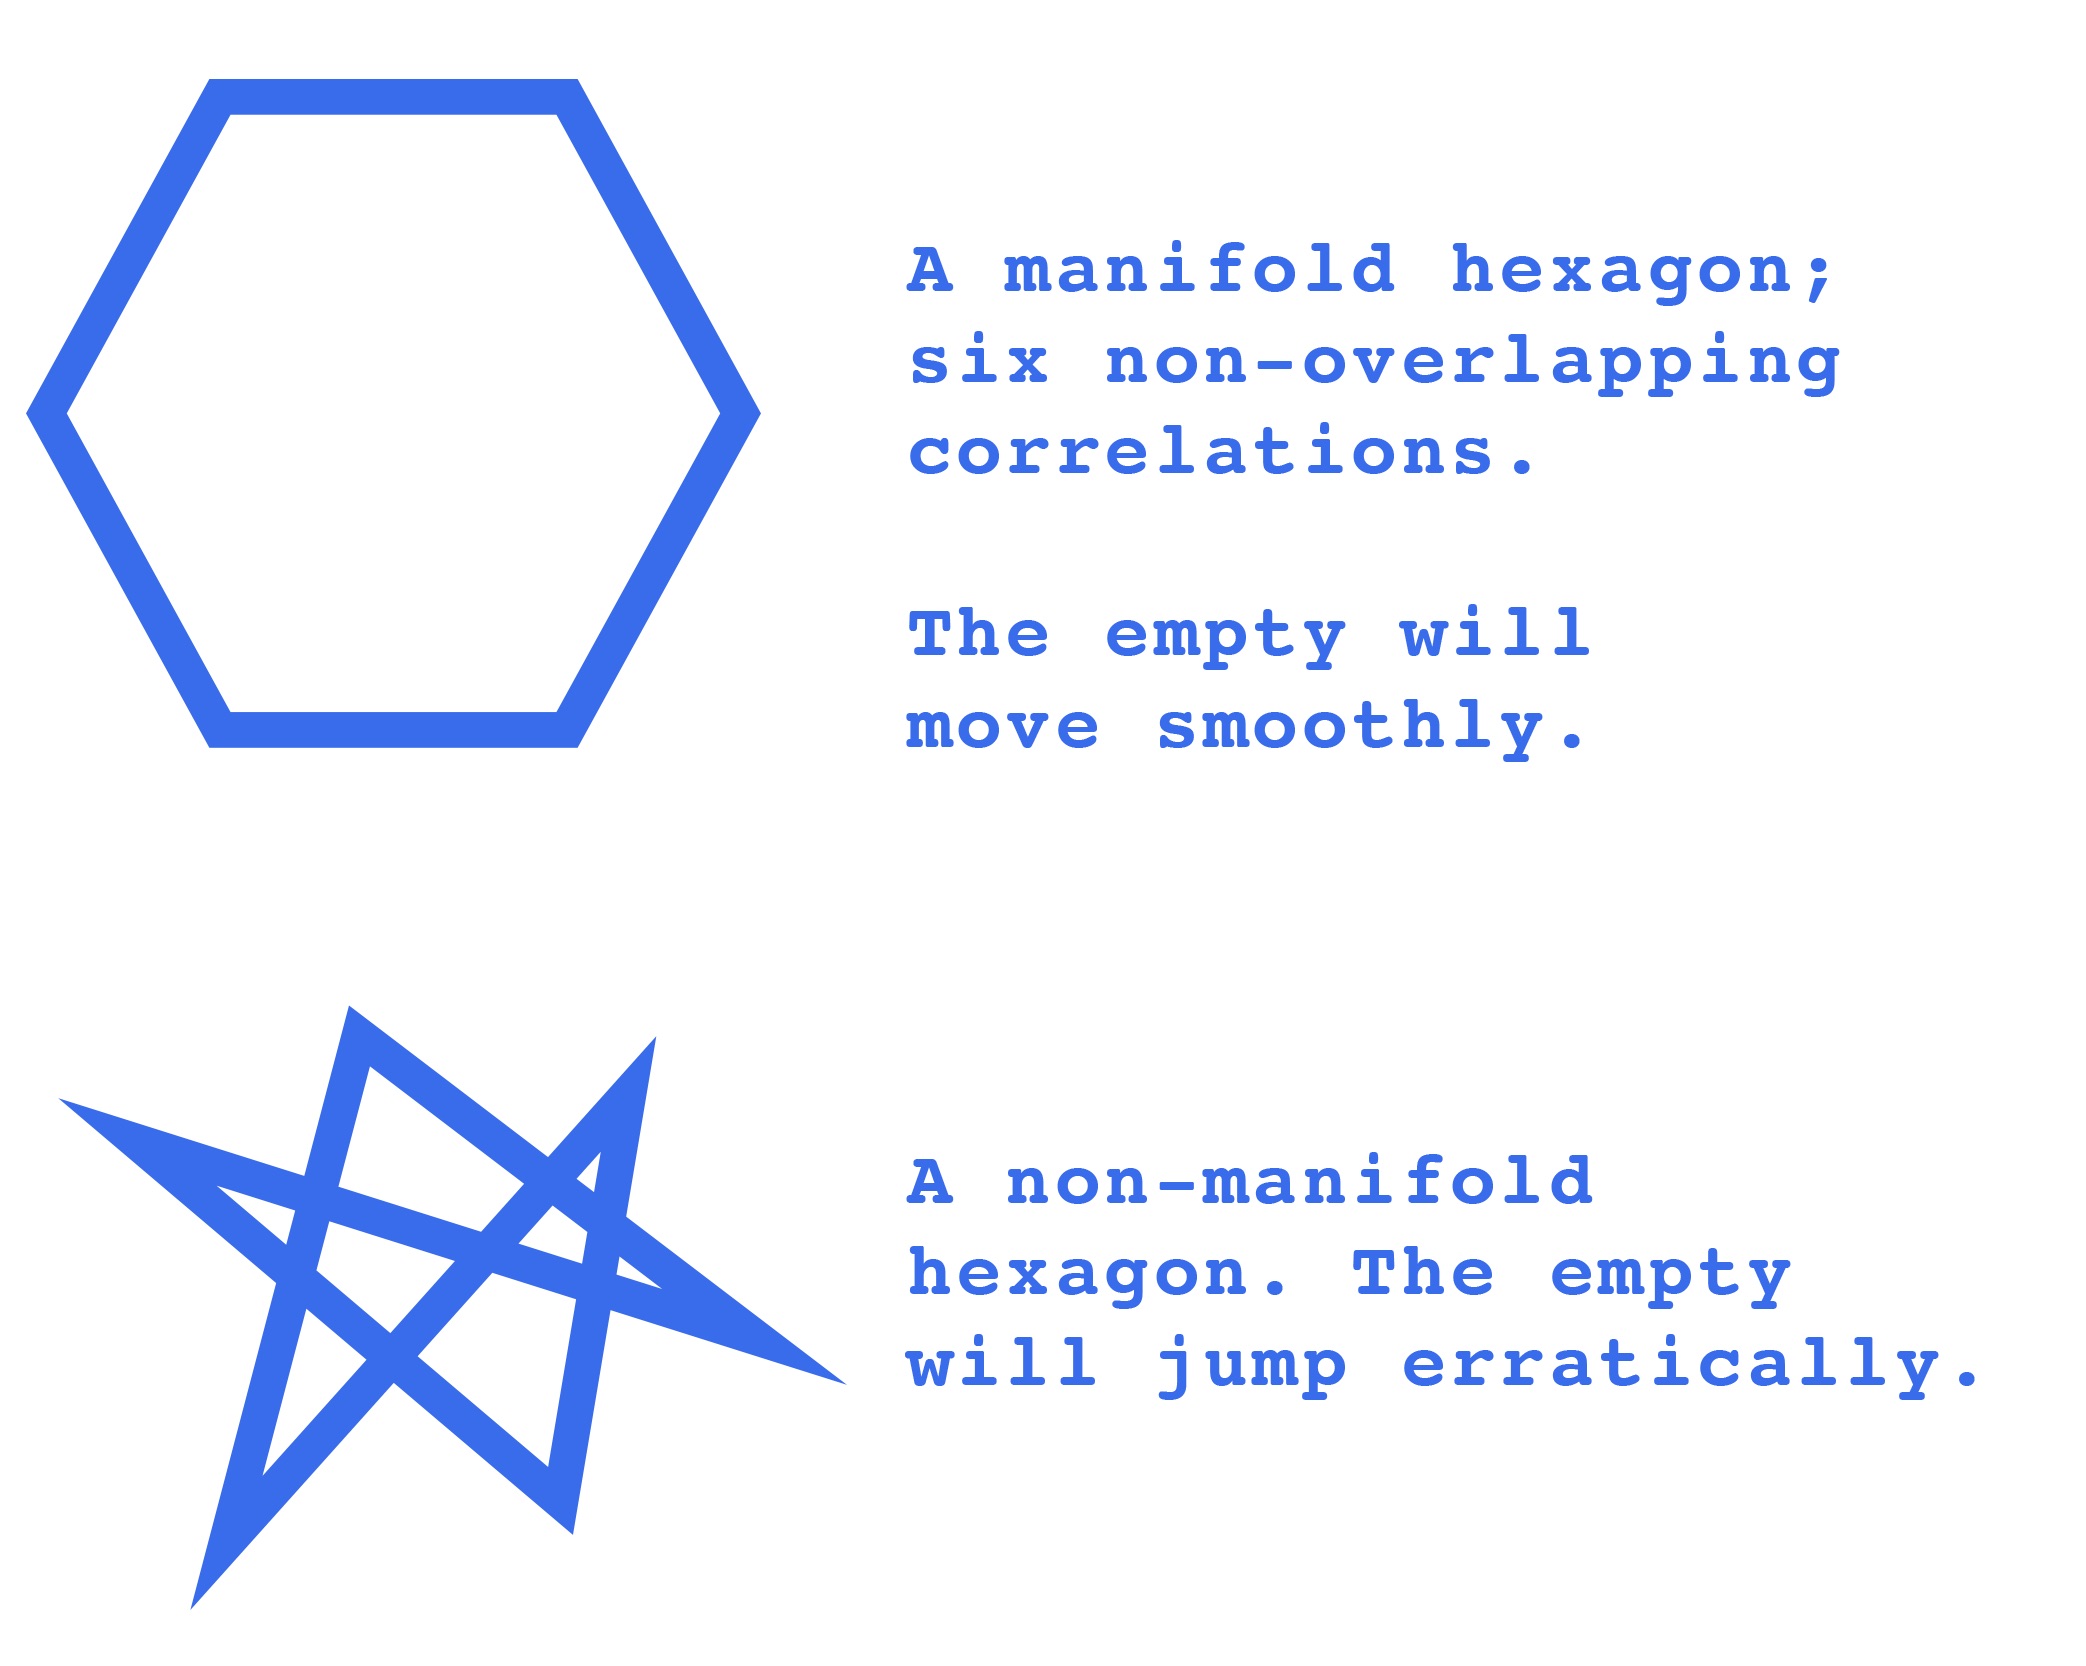 A manifold hexagon;
six non-overlapping
correlations.
The empty will
move smoothly.
A non-manifold
hexagon. The empty
will jump erratically.